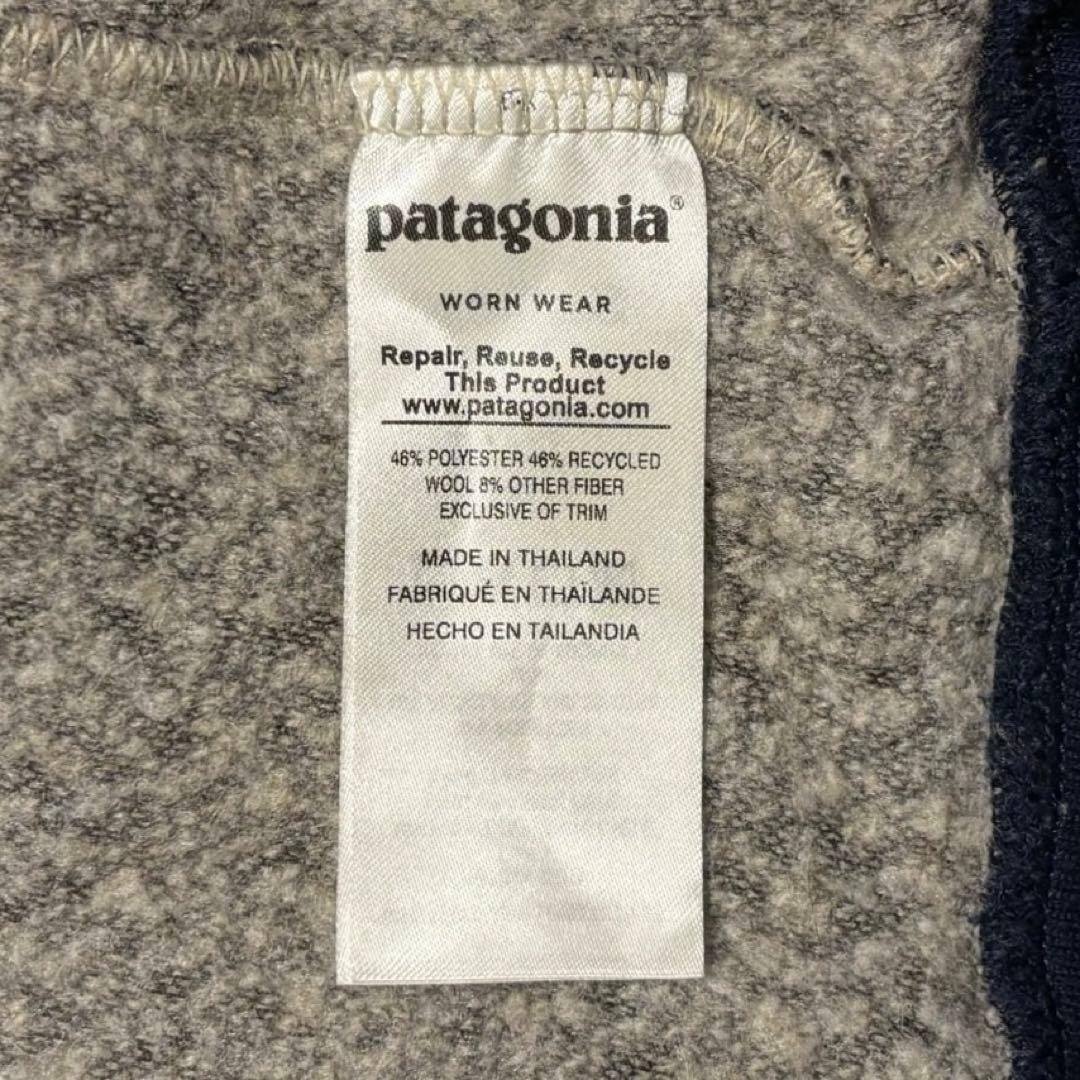 patagonia®
WORN WEAR
Repair, Reuse, Recycle
This Product
www.patagonia.com
46% POLYESTER 46% RECYCLED
WOOL 8% OTHER FIBER
EXCLUSIVE OF TRIM
MADE IN THAILAND
FABRIQUÉ EN THAÏLANDE
HECHO EN TAILANDIA